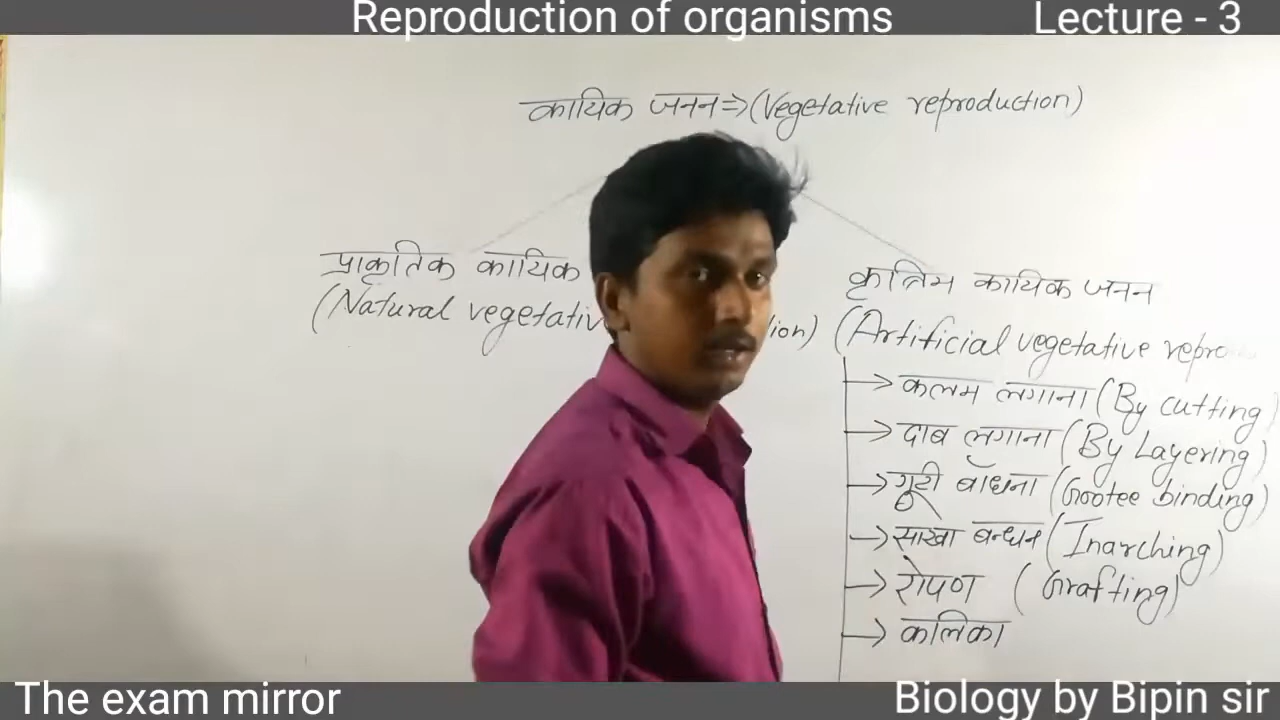 Reproduction of organisms
Lecture - 3
कायिक जनन⇒(Vegetative reproduction)
प्राकृतिक कायिक
(Natural vegetativ ion)
कृत्रिम कायिक जनन
(Artificial vegetative repro
→ कलम लगाना (By cutting)
→ दाब लगाना (By Layering)
→ गूटी बाँधना (Gootee binding)
→ साखा बन्धन (Inarching)
→ रोपण (Grafting)
→ कलिका
The exam mirror
Biology by Bipin sir